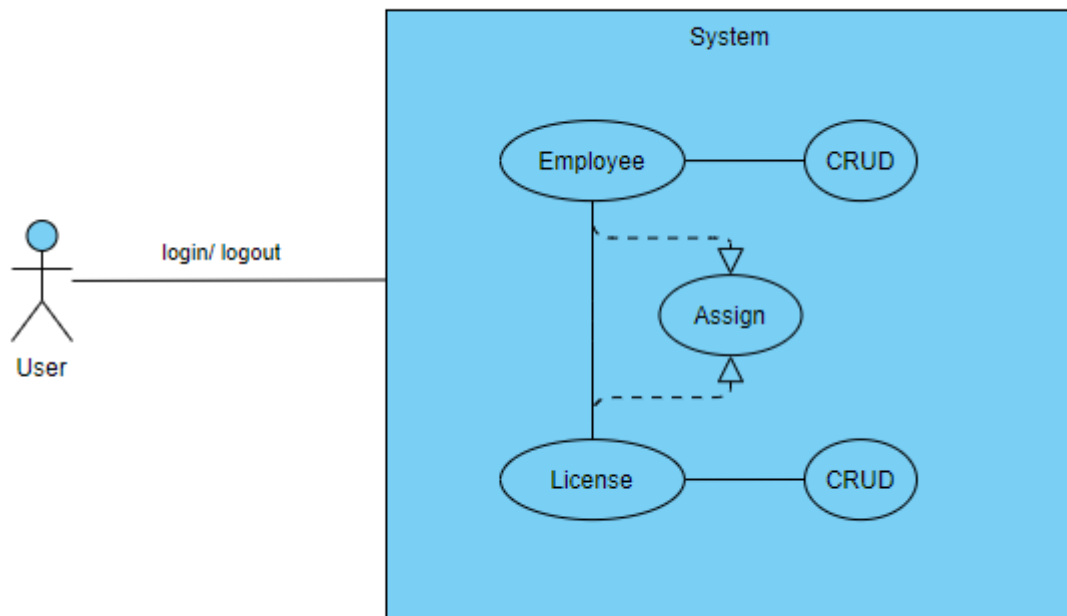 System
Employee
CRUD
login/ logout
Assign
User
License
CRUD